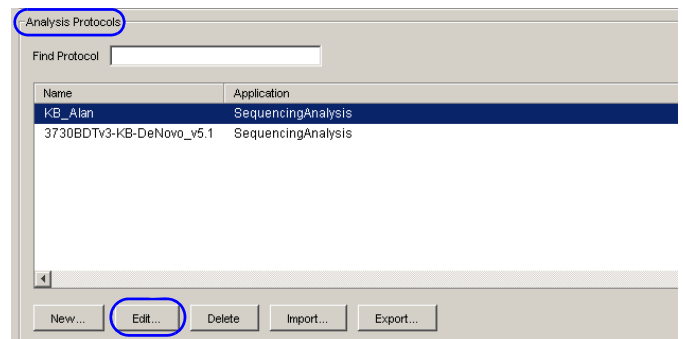 Analysis Protocols
Find Protocol
Name Application
KB_Alan SequencingAnalysis
3730BDTv3-KB-DeNovo_v5.1 SequencingAnalysis
New... Edit... Delete Import... Export...